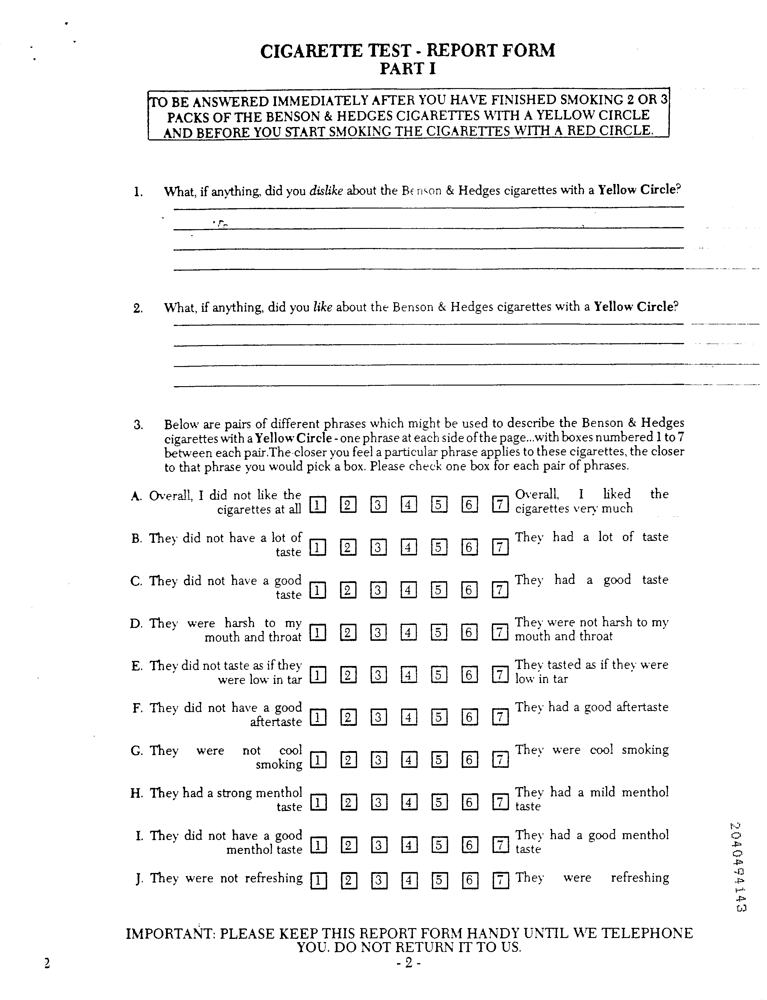 CIGARETTE TEST - REPORT FORM
PART I
TO BE ANSWERED IMMEDIATELY AFTER YOU HAVE FINISHED SMOKING 2 OR 3
PACKS OF THE BENSON & HEDGES CIGARETTES WITH A YELLOW CIRCLE
AND BEFORE YOU START SMOKING THE CIGARETTES WITH A RED CIRCLE.
1. What, if anything, did you dislike about the Benson & Hedges cigarettes with a Yellow Circle?
2. What, if anything, did you like about the Benson & Hedges cigarettes with a Yellow Circle?
3. Below are pairs of different phrases which might be used to describe the Benson & Hedges
cigarettes with a Yellow Circle - one phrase at each side of the page...with boxes numbered 1 to 7
between each pair. The closer you feel a particular phrase applies to these cigarettes, the closer
to that phrase you would pick a box. Please check one box for each pair of phrases.
A. Overall, I did not like the Overall, I liked the
cigarettes at all 1 2 3 4 5 6 7 cigarettes very much
B. They did not have a lot of They had a lot of taste
taste 1 2 3 4 5 6 7
C. They did not have a good They had a good taste
taste 1 2 3 4 5 6 7
D. They were harsh to my They were not harsh to my
mouth and throat 1 2 3 4 5 6 7 mouth and throat
E. They did not taste as if they They tasted as if they were
were low in tar 1 2 3 4 5 6 7 low in tar
F. They did not have a good They had a good aftertaste
aftertaste 1 2 3 4 5 6 7
G. They were not cool They were cool smoking
smoking 1 2 3 4 5 6 7
H. They had a strong menthol They had a mild menthol
taste 1 2 3 4 5 6 7 taste
I. They did not have a good They had a good menthol
menthol taste 1 2 3 4 5 6 7 taste
J. They were not refreshing 1 2 3 4 5 6 7 They were refreshing
2040494143
IMPORTANT: PLEASE KEEP THIS REPORT FORM HANDY UNTIL WE TELEPHONE
YOU. DO NOT RETURN IT TO US.
2 - 2 -